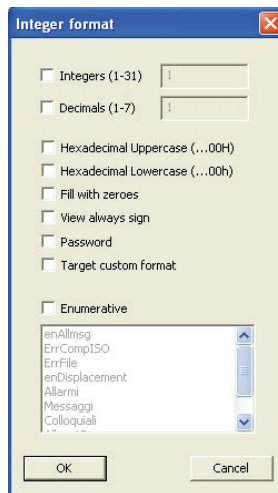 Integer format
Integers (1-31) 1
Decimals (1-7) 1
Hexadecimal Uppercase (...00H)
Hexadecimal Lowercase (...00h)
Fill with zeroes
View always sign
Password
Target custom format
Enumerative
enAllmsg
ErrCompISO
ErrFile
enDisplacement
Allarmi
Messaggi
Colloquiali
OK Cancel